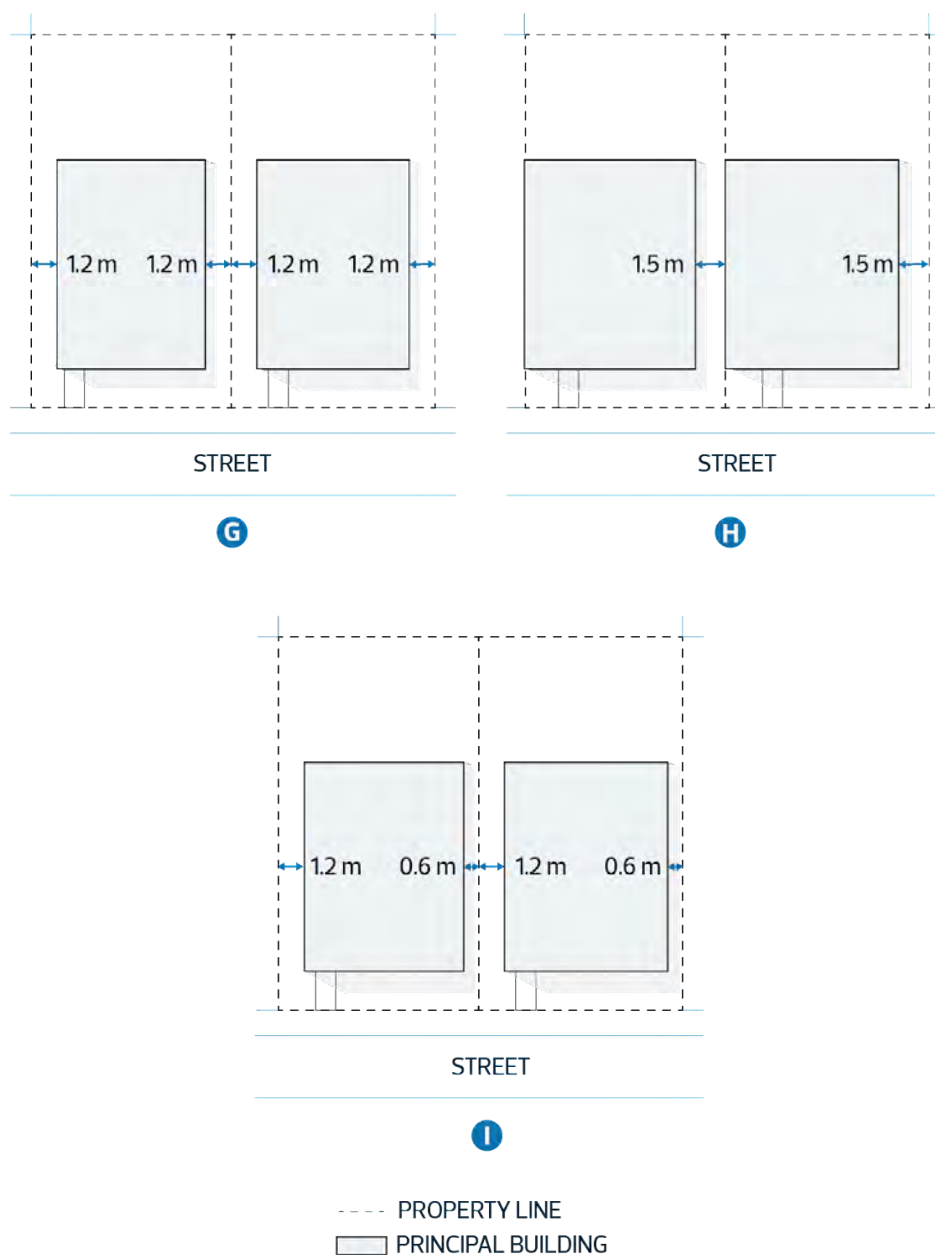 1.2 m 1.2 m 1.2 m 1.2 m
STREET
G
1.5 m 1.5 m
STREET
H
1.2 m 0.6 m 1.2 m 0.6 m
STREET
I
PROPERTY LINE
PRINCIPAL BUILDING